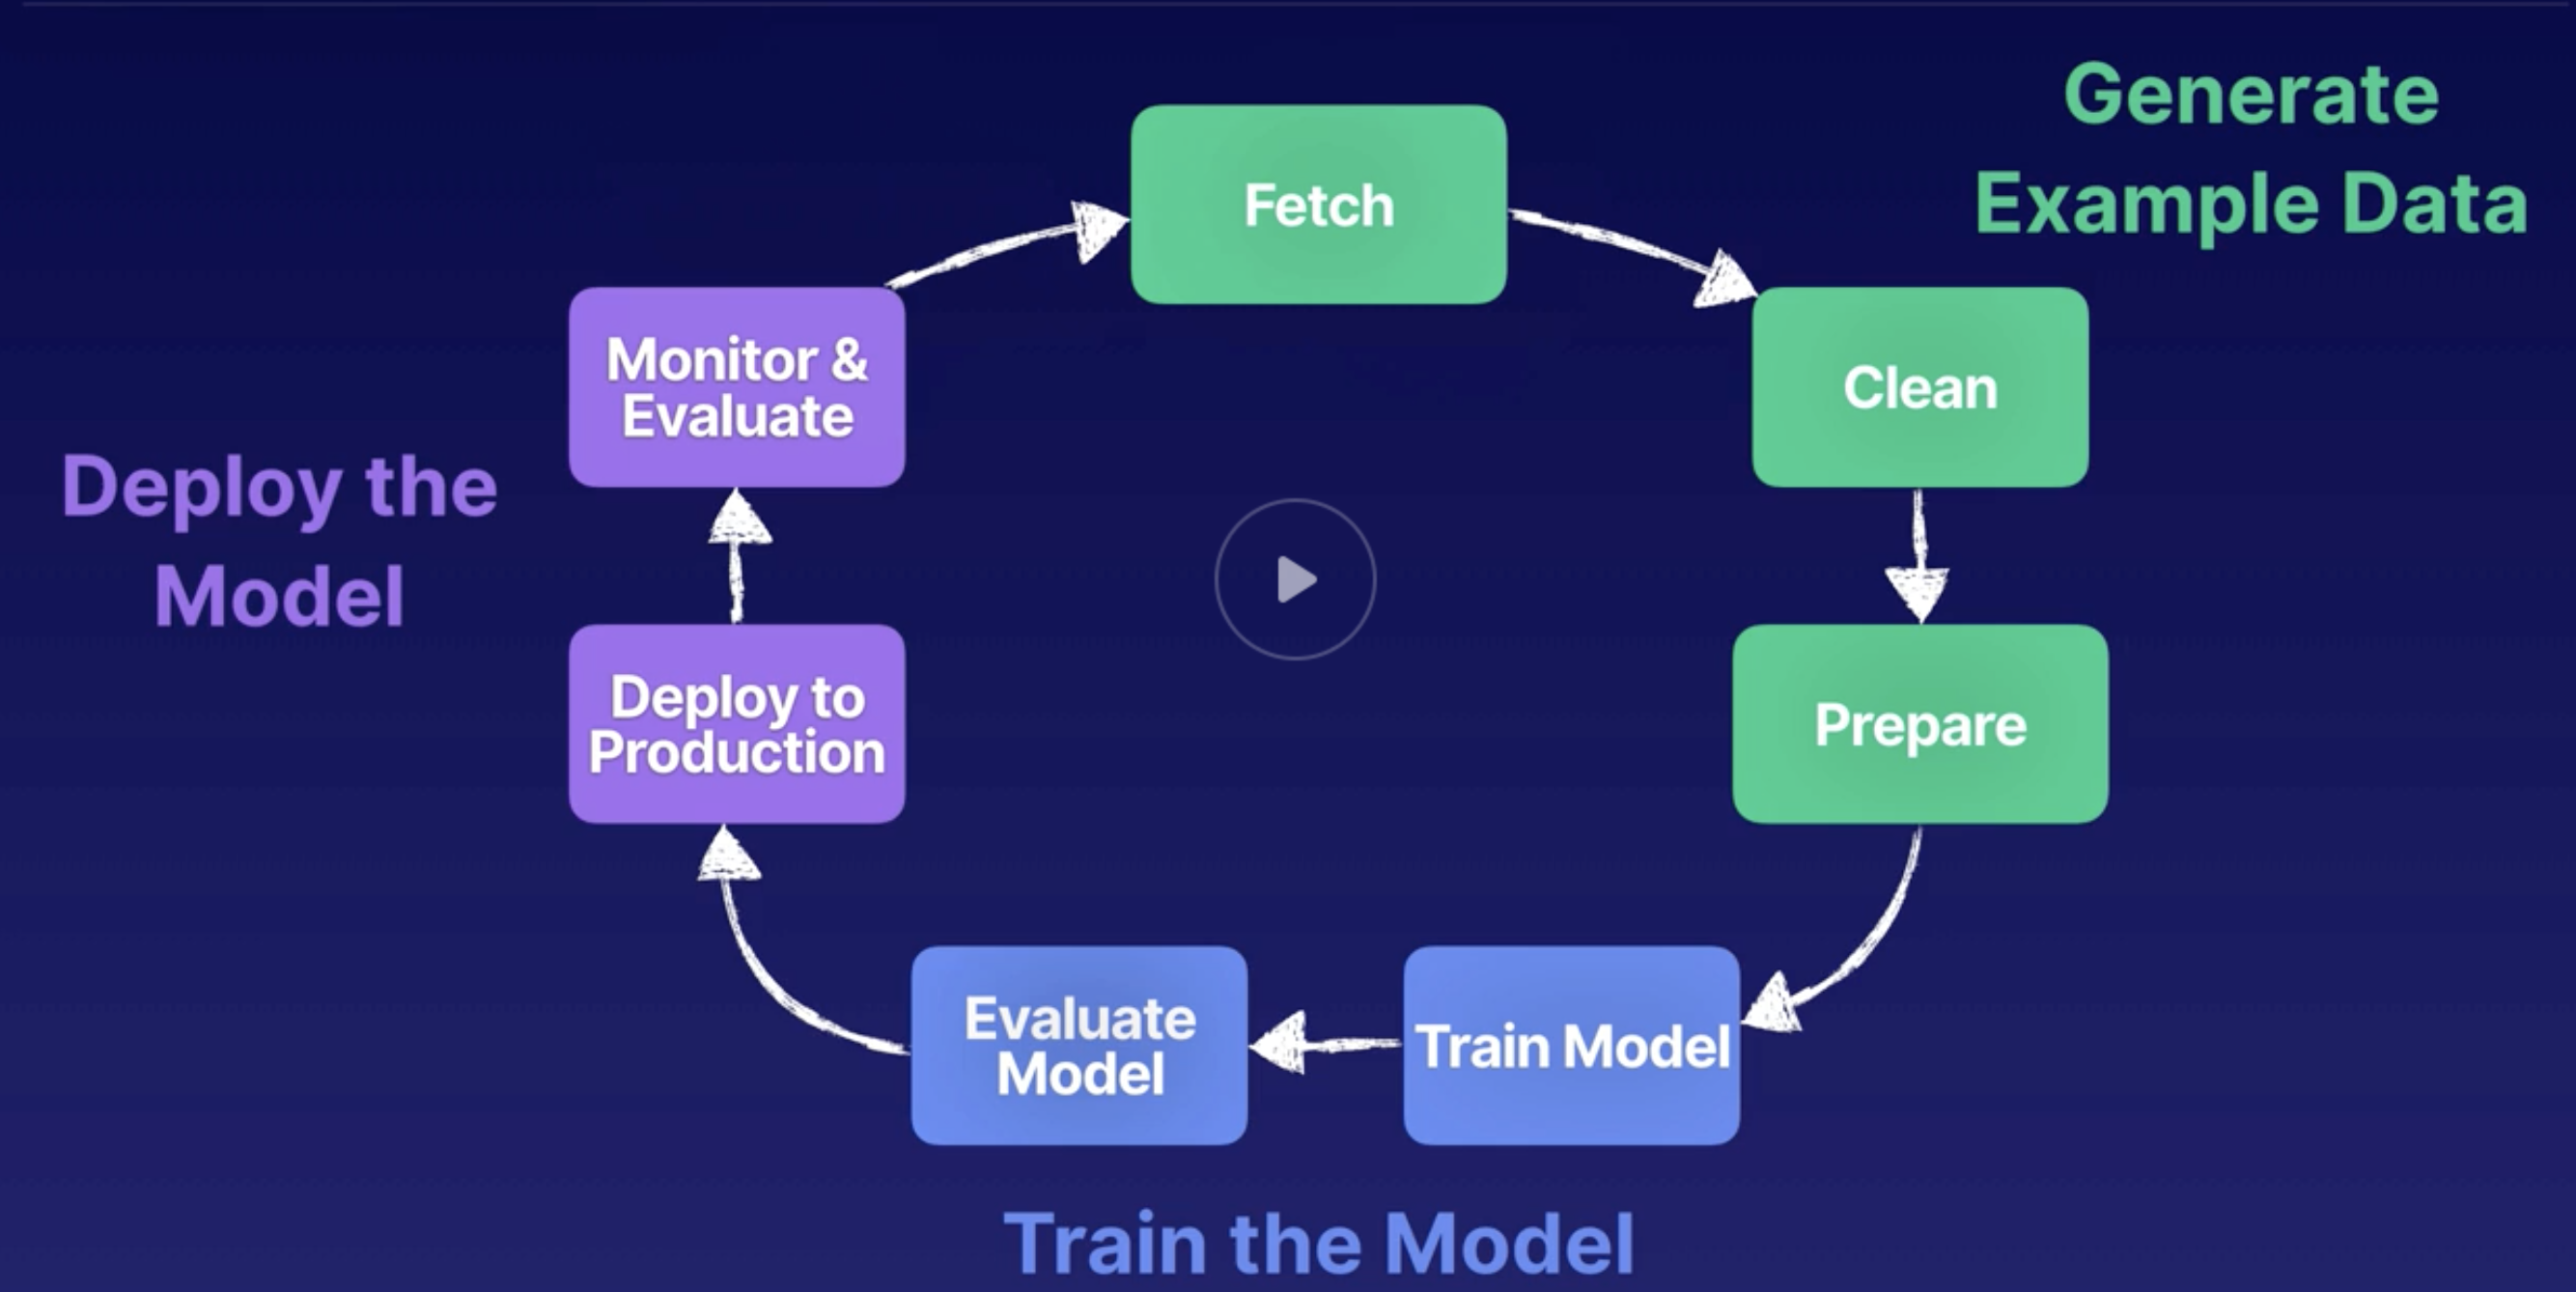 Generate
Example Data
Fetch
Clean
Prepare
Train Model
Evaluate
Model
Train the Model
Deploy to
Production
Monitor &
Evaluate
Deploy the
Model